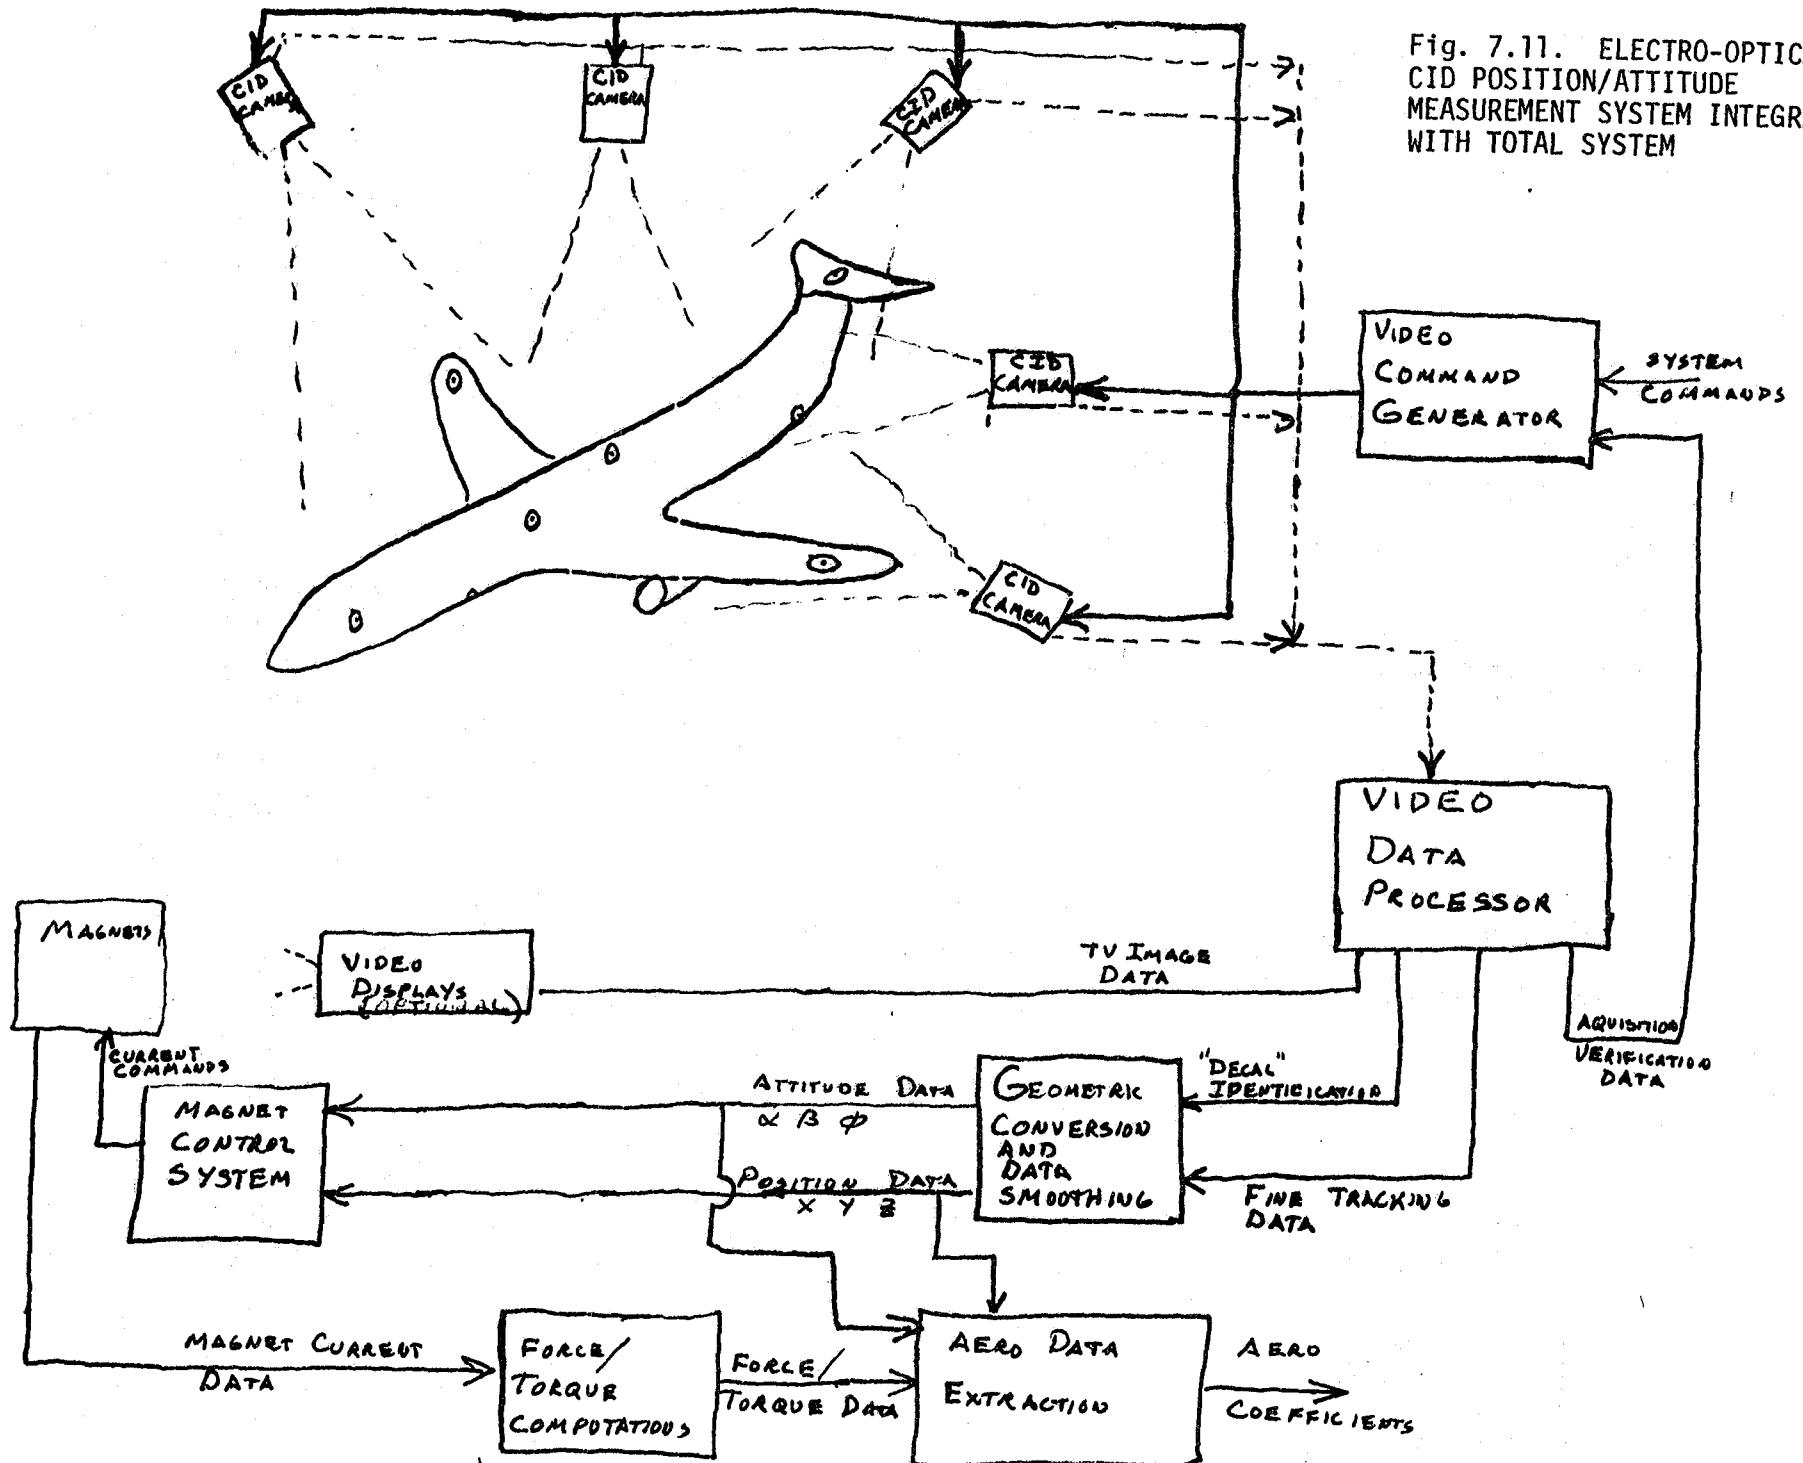 Fig. 7.11. ELECTRO-OPTIC
CID POSITION/ATTITUDE
MEASUREMENT SYSTEM INTEGR
WITH TOTAL SYSTEM
CID
CAMERA
CID
CAMERA
CID
CAMERA
CID
CAMERA
CID
CAMERA
VIDEO
COMMAND
GENERATOR
SYSTEM
COMMANDS
VIDEO
DATA
PROCESSOR
MAGNETS
VIDEO
DISPLAYS
(OPTIONAL)
TV IMAGE
DATA
AQUISITION
VERIFICATION
DATA
CURRENT
COMMANDS
MAGNET
CONTROL
SYSTEM
ATTITUDE DATA
α β φ
POSITION DATA
X Y Z
GEOMETRIC
CONVERSION
AND
DATA
SMOOTHING
"DECAL"
IDENTIFICATION
FINE TRACKING
DATA
MAGNET CURRENT
DATA
FORCE/
TORQUE
COMPUTATIONS
FORCE/
TORQUE DATA
AERO DATA
EXTRACTION
AERO
COEFFICIENTS